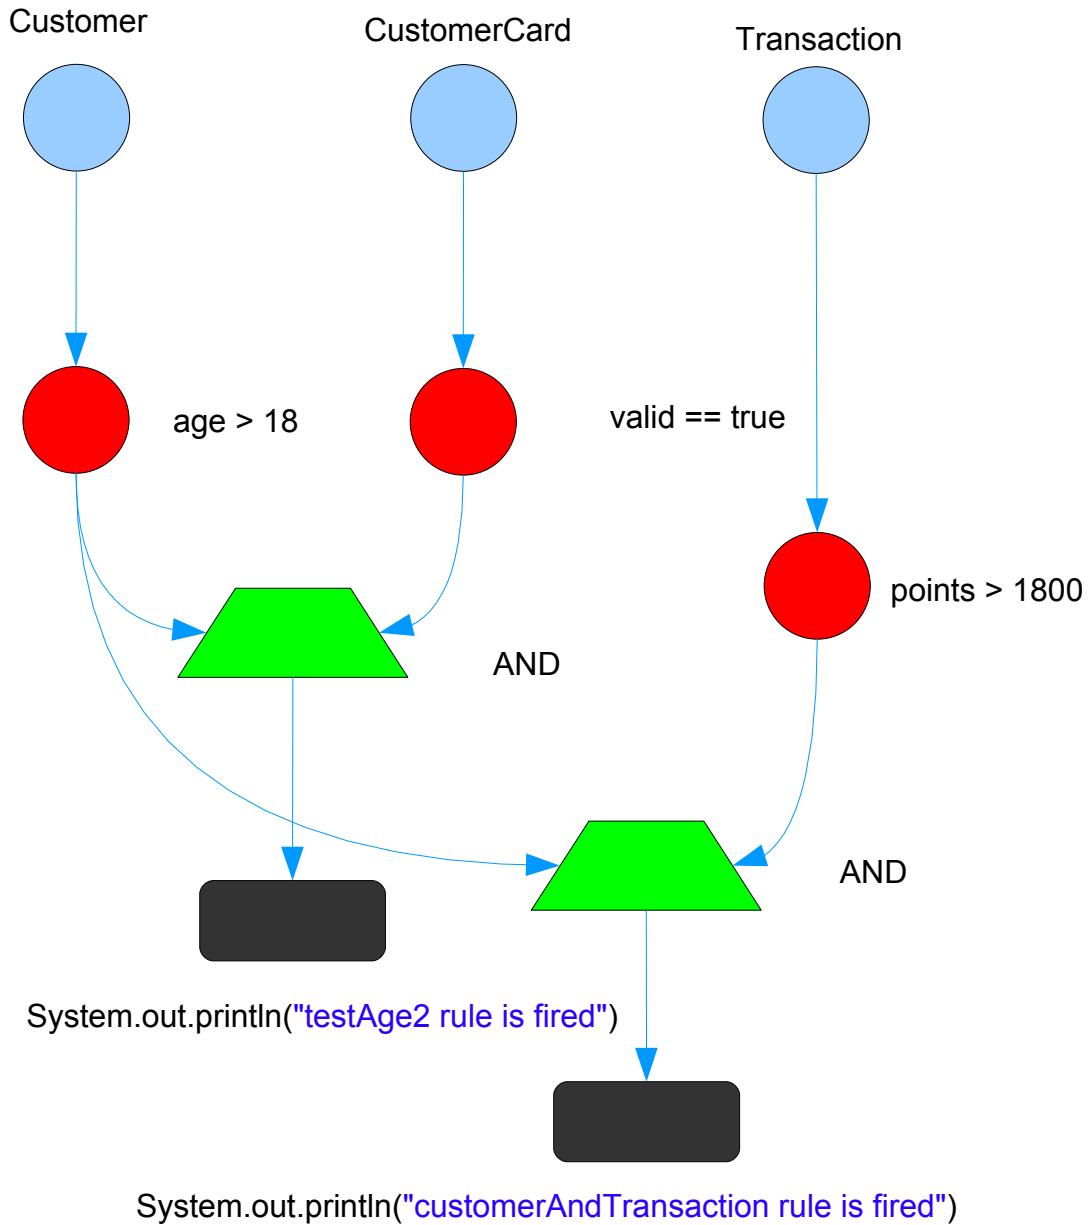 Customer
CustomerCard
Transaction
age > 18
valid == true
points > 1800
AND
AND
System.out.println("testAge2 rule is fired")
System.out.println("customerAndTransaction rule is fired")